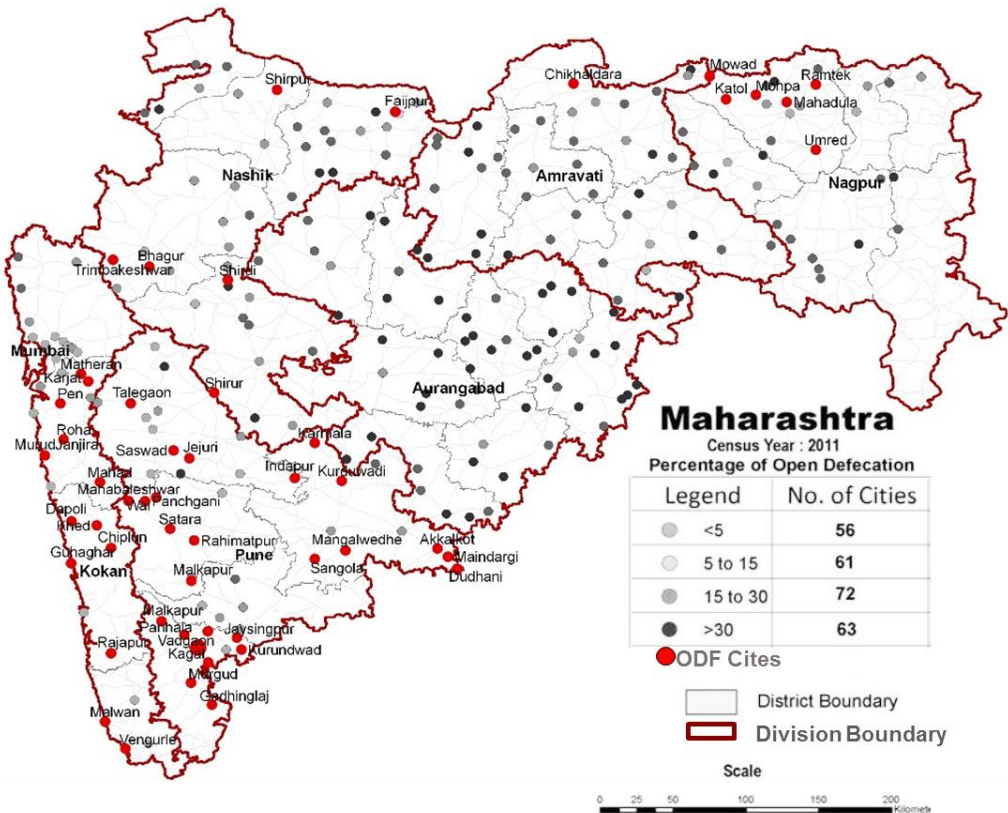 Mowad
Chikhaldara
Ramtek
Shirpur
Katol
Mohpa
Mahadula
Faijpur
Umred
Nashik
Amravati
Nagpur
Bhagur
Trimbakeshwar
Shirdi
Mumbai
Matheran
Karjat
Pen
Talegaon
Shirur
Aurangabad
Roha
MurudJanjira
Saswad
Jejuri
Karmala
Indapur
Kurduwadi
Mahad
Mahabaleshwar
Wai
Panchgani
Dapoli
Khed
Satara
Chiplun
Rahimatpur
Guhaghar
Kokan
Pune
Mangalwedhe
Sangola
Akkalkot
Maindargi
Dudhani
Malkapur
Malkapur
Panhala
Vadgaon
Jaysingpur
Kagal
Kurundwad
Rajapur
Murgud
Gadhinglaj
Malwan
Vengurle
Maharashtra
Census Year : 2011
Percentage of Open Defecation
Legend No. of Cities
<5 56
5 to 15 61
15 to 30 72
>30 63
ODF Cites
District Boundary
Division Boundary
Scale
0 25 50 100 150 200